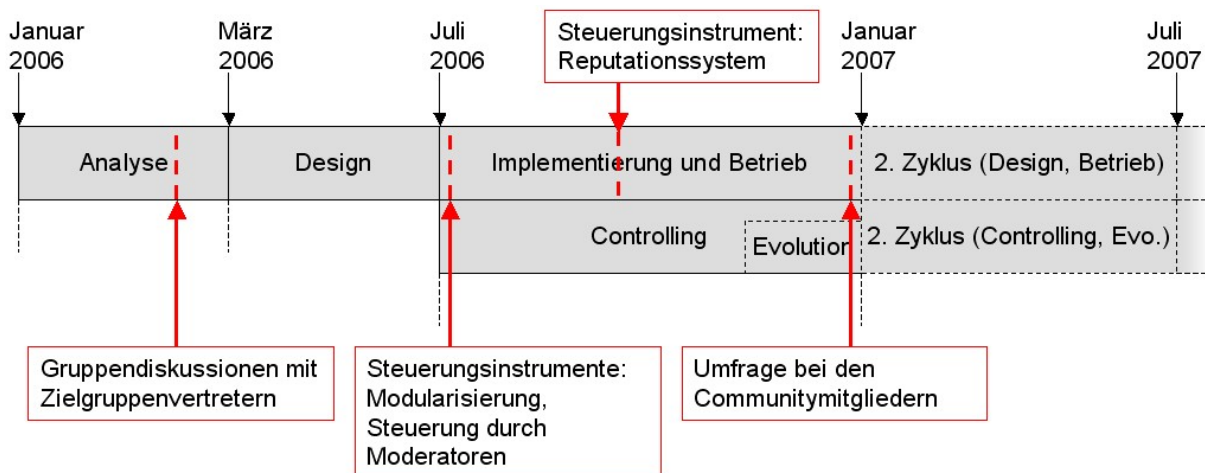 Januar
2006
März
2006
Juli
2006
Steuerungsinstrument:
Reputationssystem
Januar
2007
Juli
2007
Analyse
Design
Implementierung und Betrieb
2. Zyklus (Design, Betrieb)
Controlling
Evolution
2. Zyklus (Controlling, Evo.)
Gruppendiskussionen mit
Zielgruppenvertretern
Steuerungsinstrumente:
Modularisierung,
Steuerung durch
Moderatoren
Umfrage bei den
Communitymitgliedern